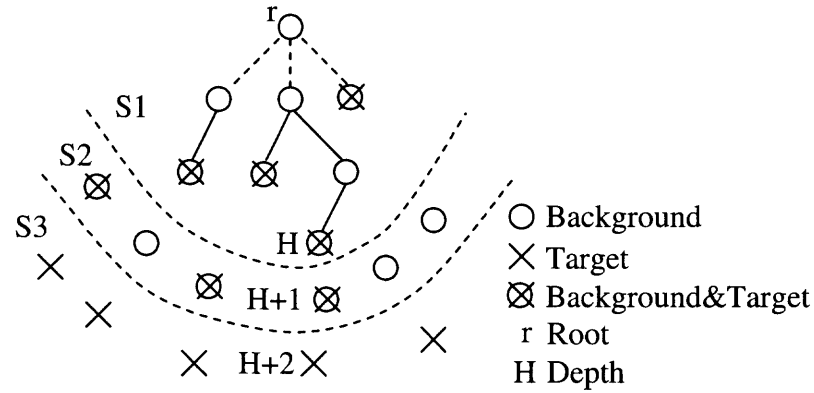 r
S1
S2
S3
H
H+1
H+2
Background
Target
Background&Target
r Root
H Depth